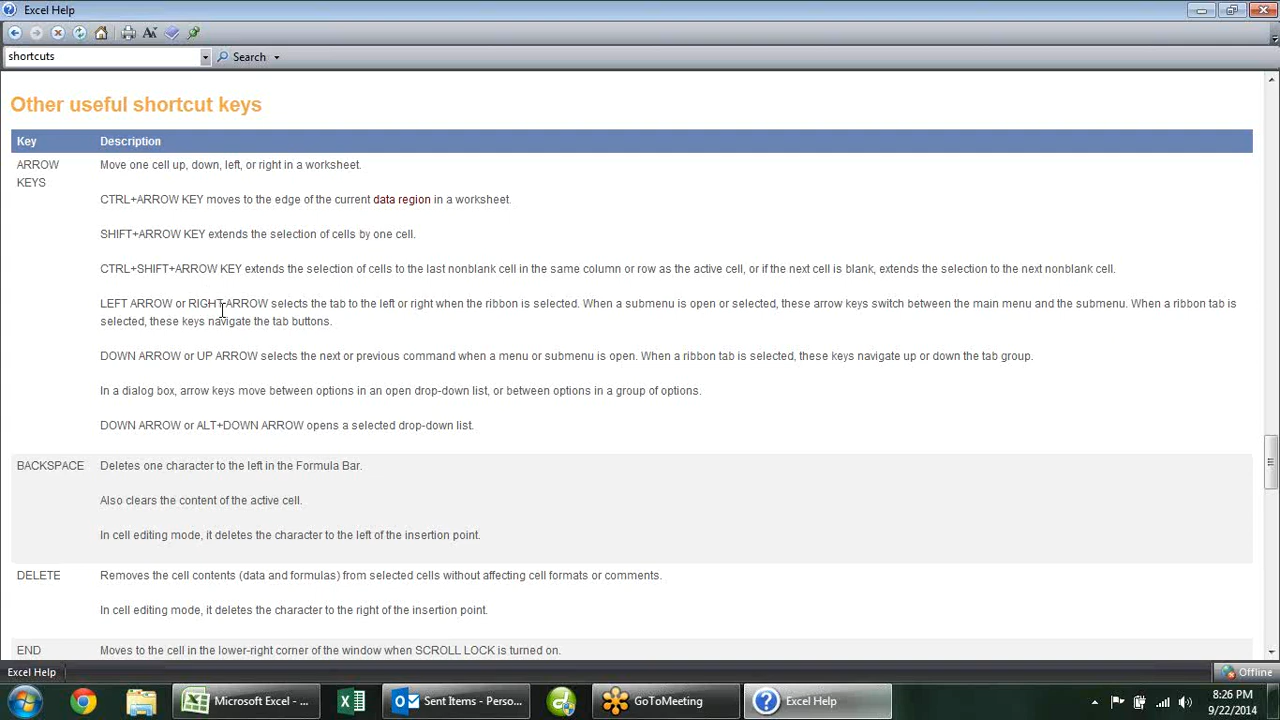 Excel Help
shortcuts
Search
Other useful shortcut keys
Key Description
ARROW KEYS
Move one cell up, down, left, or right in a worksheet.
CTRL+ARROW KEY moves to the edge of the current data region in a worksheet.
SHIFT+ARROW KEY extends the selection of cells by one cell.
CTRL+SHIFT+ARROW KEY extends the selection of cells to the last nonblank cell in the same column or row as the active cell, or if the next cell is blank, extends the selection to the next nonblank cell.
LEFT ARROW or RIGHT ARROW selects the tab to the left or right when the ribbon is selected. When a submenu is open or selected, these arrow keys switch between the main menu and the submenu. When a ribbon tab is
selected, these keys navigate the tab buttons.
DOWN ARROW or UP ARROW selects the next or previous command when a menu or submenu is open. When a ribbon tab is selected, these keys navigate up or down the tab group.
In a dialog box, arrow keys move between options in an open drop-down list, or between options in a group of options.
DOWN ARROW or ALT+DOWN ARROW opens a selected drop-down list.
BACKSPACE Deletes one character to the left in the Formula Bar.
Also clears the content of the active cell.
In cell editing mode, it deletes the character to the left of the insertion point.
DELETE Removes the cell contents (data and formulas) from selected cells without affecting cell formats or comments.
In cell editing mode, it deletes the character to the right of the insertion point.
END Moves to the cell in the lower-right corner of the window when SCROLL LOCK is turned on.
Excel Help Offline
Microsoft Excel - ... Sent Items - Perso... GoToMeeting Excel Help 8:26 PM
9/22/2014